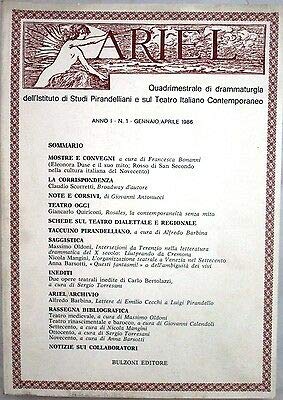 ARIEL
Quadrimestrale di drammaturgia
dell'Istituto di Studi Pirandelliani e sul Teatro Italiano Contemporaneo
ANNO I - N. 1 - GENNAIO/APRILE 1986
SOMMARIO
MOSTRE E CONVEGNI a cura di Francesca Bonanni
(Eleonora Duse e il suo mito; Rosso di San Secondo
nella cultura italiana del Novecento)
LA CORRISPONDENZA
Claudio Scorretti, Broadway d'autore
NOTE E CORSIVI, di Giovanni Antonucci
TEATRO OGGI
Giancarlo Quiriconi, Rosales, la contemporaneità senza mito
SCHEDE SUL TEATRO DIALETTALE E REGIONALE
TACCUINO PIRANDELLIANO, a cura di Alfredo Barbina
SAGGISTICA
Massimo Oldoni, Intersezioni da Terenzio nella letteratura
drammatica del X secolo: Liutprando da Cremona
Nicola Mangini, L'organizzazione teatrale a Venezia nel Settecento
Anna Barsotti, «Questi fantasmi!» o dell'ambiguità dei vivi
INEDITI
Due opere teatrali inedite di Carlo Bertolazzi,
a cura di Sergio Torresani
ARIEL/ARCHIVIO
Alfredo Barbina, Lettere di Emilio Cecchi a Luigi Pirandello
RASSEGNA BIBLIOGRAFICA
Teatro medievale, a cura di Massimo Oldoni
Teatro rinascimentale e barocco, a cura di Giovanni Calendoli
Settecento, a cura di Nicola Mangini
Ottocento, a cura di Sergio Torresani
Novecento, a cura di Anna Barsotti
NOTIZIE SUI COLLABORATORI
BULZONI EDITORE